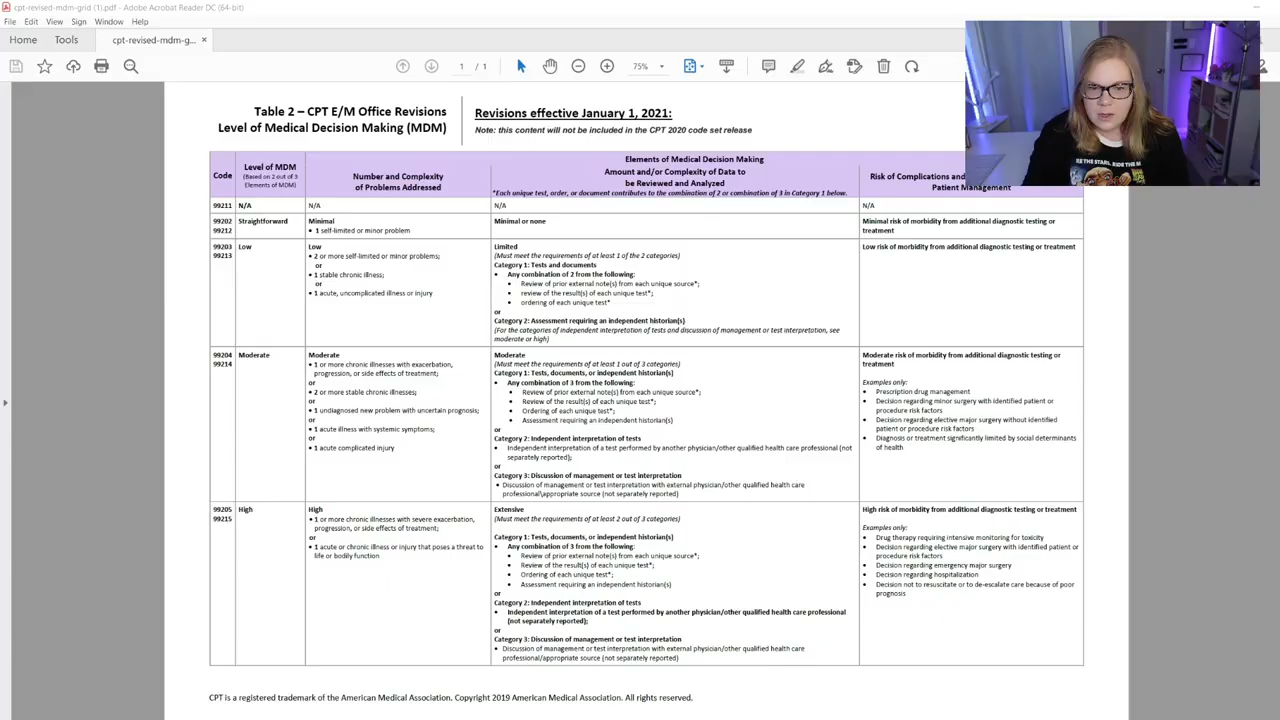 cpt-revised-mdm-grid (1).pdf - Adobe Acrobat Reader DC (64-bit)
File Edit View Sign Window Help
Home Tools cpt-revised-mdm-g... ×
1 / 1 75%
Table 2 – CPT E/M Office Revisions
Level of Medical Decision Making (MDM)
Revisions effective January 1, 2021:
Note: this content will not be included in the CPT 2020 code set release
Code
Level of MDM
(Based on 2 out of 3
Elements of MDM)
Elements of Medical Decision Making
Number and Complexity
of Problems Addressed
Amount and/or Complexity of Data to
be Reviewed and Analyzed
*Each unique test, order, or document contributes to the combination of 2 or combination of 3 in Category 1 below.
Risk of Complications and
Patient Management
99211 N/A N/A N/A N/A
99202
99212
Straightforward
Minimal
• 1 self-limited or minor problem
Minimal or none
Minimal risk of morbidity from additional diagnostic testing or
treatment
99203
99213
Low
Low
• 2 or more self-limited or minor problems;
or
• 1 stable chronic illness;
or
• 1 acute, uncomplicated illness or injury
Limited
(Must meet the requirements of at least 1 of the 2 categories)
Category 1: Tests and documents
• Any combination of 2 from the following:
• Review of prior external note(s) from each unique source*;
• review of the result(s) of each unique test*;
• ordering of each unique test*
or
Category 2: Assessment requiring an independent historian(s)
(For the categories of independent interpretation of tests and discussion of management or test interpretation, see
moderate or high)
Low risk of morbidity from additional diagnostic testing or treatment
99204
99214
Moderate
Moderate
• 1 or more chronic illnesses with exacerbation,
progression, or side effects of treatment;
or
• 2 or more stable chronic illnesses;
or
• 1 undiagnosed new problem with uncertain prognosis;
or
• 1 acute illness with systemic symptoms;
or
• 1 acute complicated injury
Moderate
(Must meet the requirements of at least 1 out of 3 categories)
Category 1: Tests, documents, or independent historian(s)
• Any combination of 3 from the following:
• Review of prior external note(s) from each unique source*;
• Review of the result(s) of each unique test*;
• Ordering of each unique test*;
• Assessment requiring an independent historian(s)
or
Category 2: Independent interpretation of tests
• Independent interpretation of a test performed by another physician/other qualified health care professional (not
separately reported);
or
Category 3: Discussion of management or test interpretation
• Discussion of management or test interpretation with external physician/other qualified health care
professional\appropriate source (not separately reported)
Moderate risk of morbidity from additional diagnostic testing or
treatment
Examples only:
• Prescription drug management
• Decision regarding minor surgery with identified patient or
procedure risk factors
• Decision regarding elective major surgery without identified
patient or procedure risk factors
• Diagnosis or treatment significantly limited by social determinants
of health
99205
99215
High
High
• 1 or more chronic illnesses with severe exacerbation,
progression, or side effects of treatment;
or
• 1 acute or chronic illness or injury that poses a threat to
life or bodily function
Extensive
(Must meet the requirements of at least 2 out of 3 categories)
Category 1: Tests, documents, or independent historian(s)
• Any combination of 3 from the following:
• Review of prior external note(s) from each unique source*;
• Review of the result(s) of each unique test*;
• Ordering of each unique test*;
• Assessment requiring an independent historian(s)
or
Category 2: Independent interpretation of tests
• Independent interpretation of a test performed by another physician/other qualified health care professional
(not separately reported);
or
Category 3: Discussion of management or test interpretation
• Discussion of management or test interpretation with external physician/other qualified health care
professional/appropriate source (not separately reported)
High risk of morbidity from additional diagnostic testing or treatment
Examples only:
• Drug therapy requiring intensive monitoring for toxicity
• Decision regarding elective major surgery with identified patient or
procedure risk factors
• Decision regarding emergency major surgery
• Decision regarding hospitalization
• Decision not to resuscitate or to de-escalate care because of poor
prognosis
CPT is a registered trademark of the American Medical Association. Copyright 2019 American Medical Association. All rights reserved.